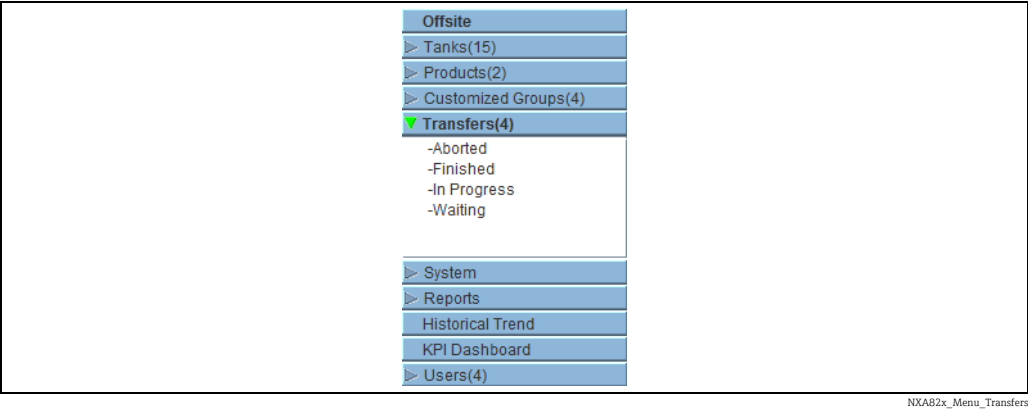 Offsite
Tanks(15)
Products(2)
Customized Groups(4)
Transfers(4)
-Aborted
-Finished
-In Progress
-Waiting
System
Reports
Historical Trend
KPI Dashboard
Users(4)
NXA82x_Menu_Transfers